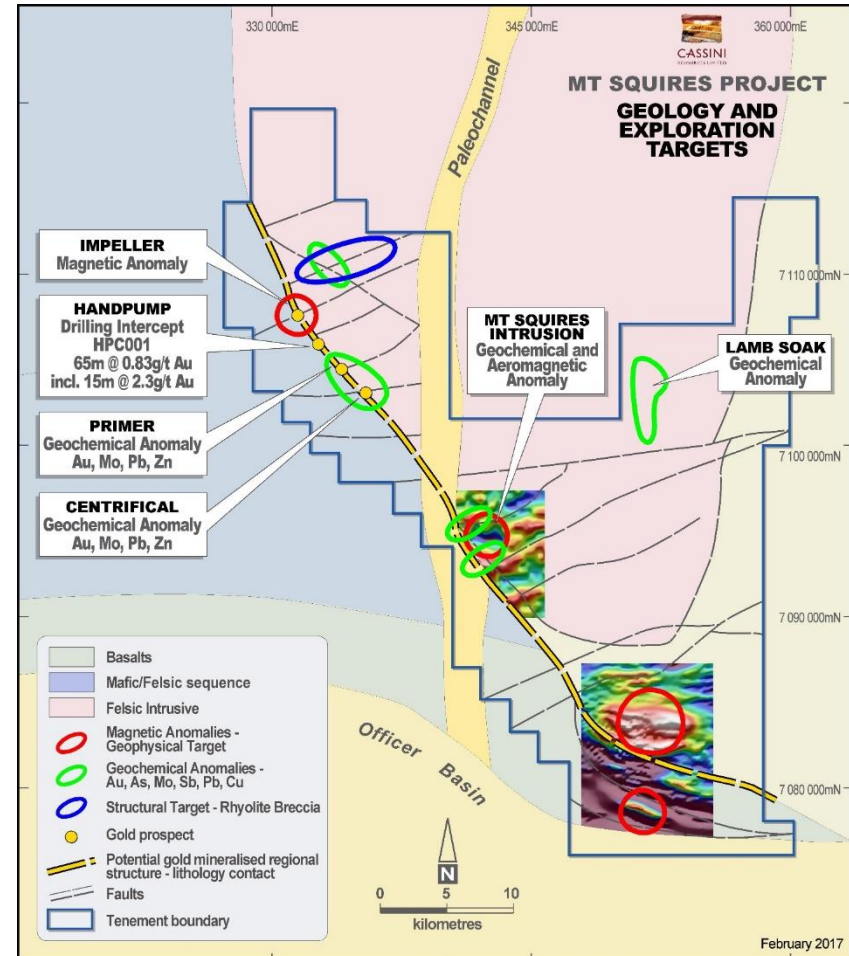 330 000mE
345 000mE
360 000mE
CASSINI
MT SQUIRES PROJECT
GEOLOGY AND
EXPLORATION
TARGETS
Paleochannel
IMPELLER
Magnetic Anomaly
7 110 000mN
HANDPUMP
Drilling Intercept
HPC001
65m @ 0.83g/t Au
incl. 15m @ 2.3g/t Au
MT SQUIRES
INTRUSION
Geochemical and
Aeromagnetic
Anomaly
LAMB SOAK
Geochemical
Anomaly
PRIMER
Geochemical Anomaly
Au, Mo, Pb, Zn
7 100 000mN
CENTRIFICAL
Geochemical Anomaly
Au, Mo, Pb, Zn
7 090 000mN
Basalts
Mafic/Felsic sequence
Felsic Intrusive
Magnetic Anomalies -
Geophysical Target
Geochemical Anomalies -
Au, As, Mo, Sb, Pb, Cu
Structural Target - Rhyolite Breccia
Gold prospect
Potential gold mineralised regional
structure - lithology contact
Faults
Tenement boundary
Officer Basin
7 080 000mN
N
0 5 10
kilometres
February 2017